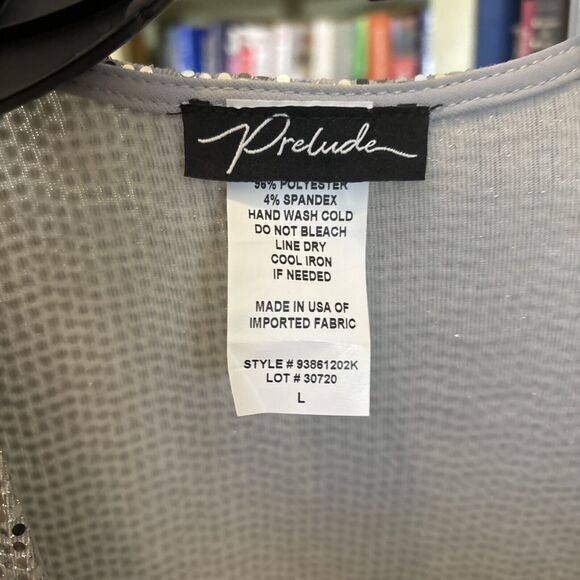 Prelude
96% POLYESTER
4% SPANDEX
HAND WASH COLD
DO NOT BLEACH
LINE DRY
COOL IRON
IF NEEDED
MADE IN USA OF
IMPORTED FABRIC
STYLE # 93861202K
LOT # 30720
L